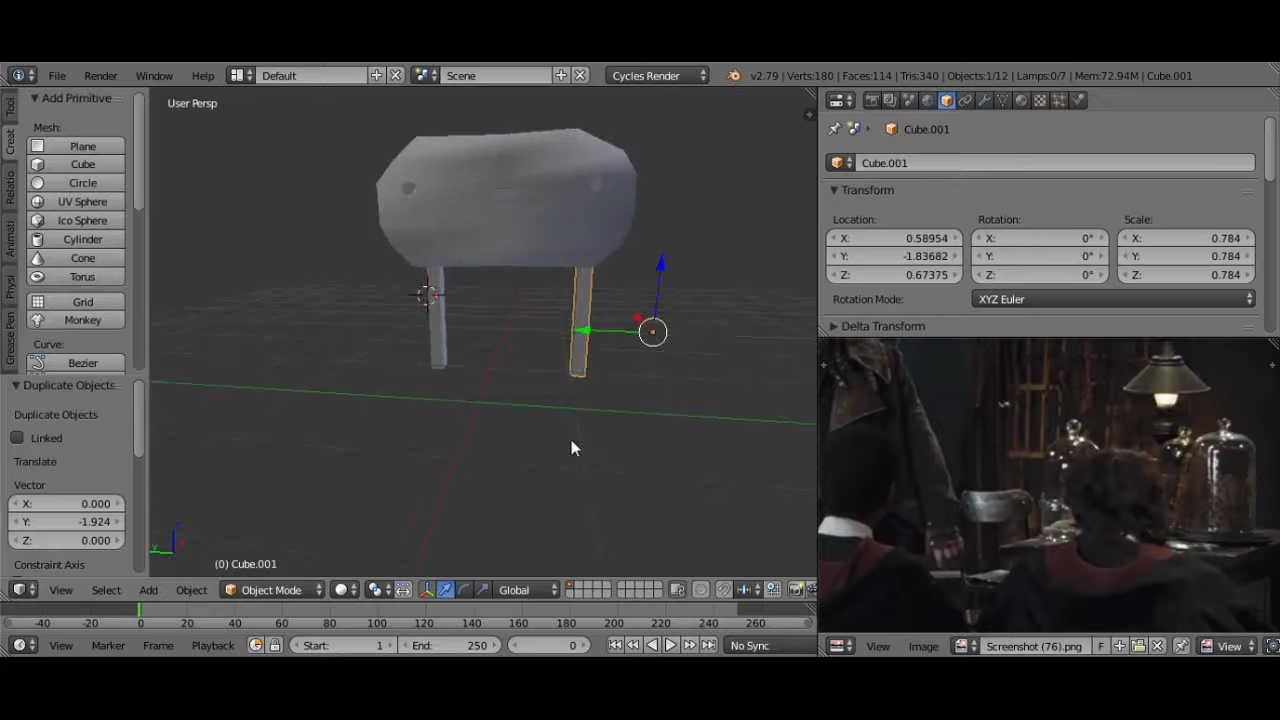 File Render Window Help Default Scene Cycles Render v2.79 | Verts:180 | Faces:114 | Tris:340 | Objects:1/12 | Lamps:0/7 | Mem:72.94M | Cube.001
Add Primitive
Mesh:
Plane
Cube
Circle
UV Sphere
Ico Sphere
Cylinder
Cone
Torus
Grid
Monkey
Curve:
Bezier
Tool
Creat
Relatio
Animati
Physi
Grease Pen
Duplicate Objects
Duplicate Objects
Linked
Translate
Vector
X: 0.000
Y: -1.924
Z: 0.000
Constraint Axis
User Persp
(0) Cube.001
View Select Add Object Object Mode Global
-40 -20 0 20 40 60 80 100 120 140 160 180 200 220 240 260
View Marker Frame Playback Start: 1 End: 250 0 No Sync
Cube.001
Cube.001
Transform
Location: Rotation: Scale:
X: 0.58954 X: 0° X: 0.784
Y: -1.83682 Y: 0° Y: 0.784
Z: 0.67375 Z: 0° Z: 0.784
Rotation Mode: XYZ Euler
Delta Transform
View Image Screenshot (76).png F View